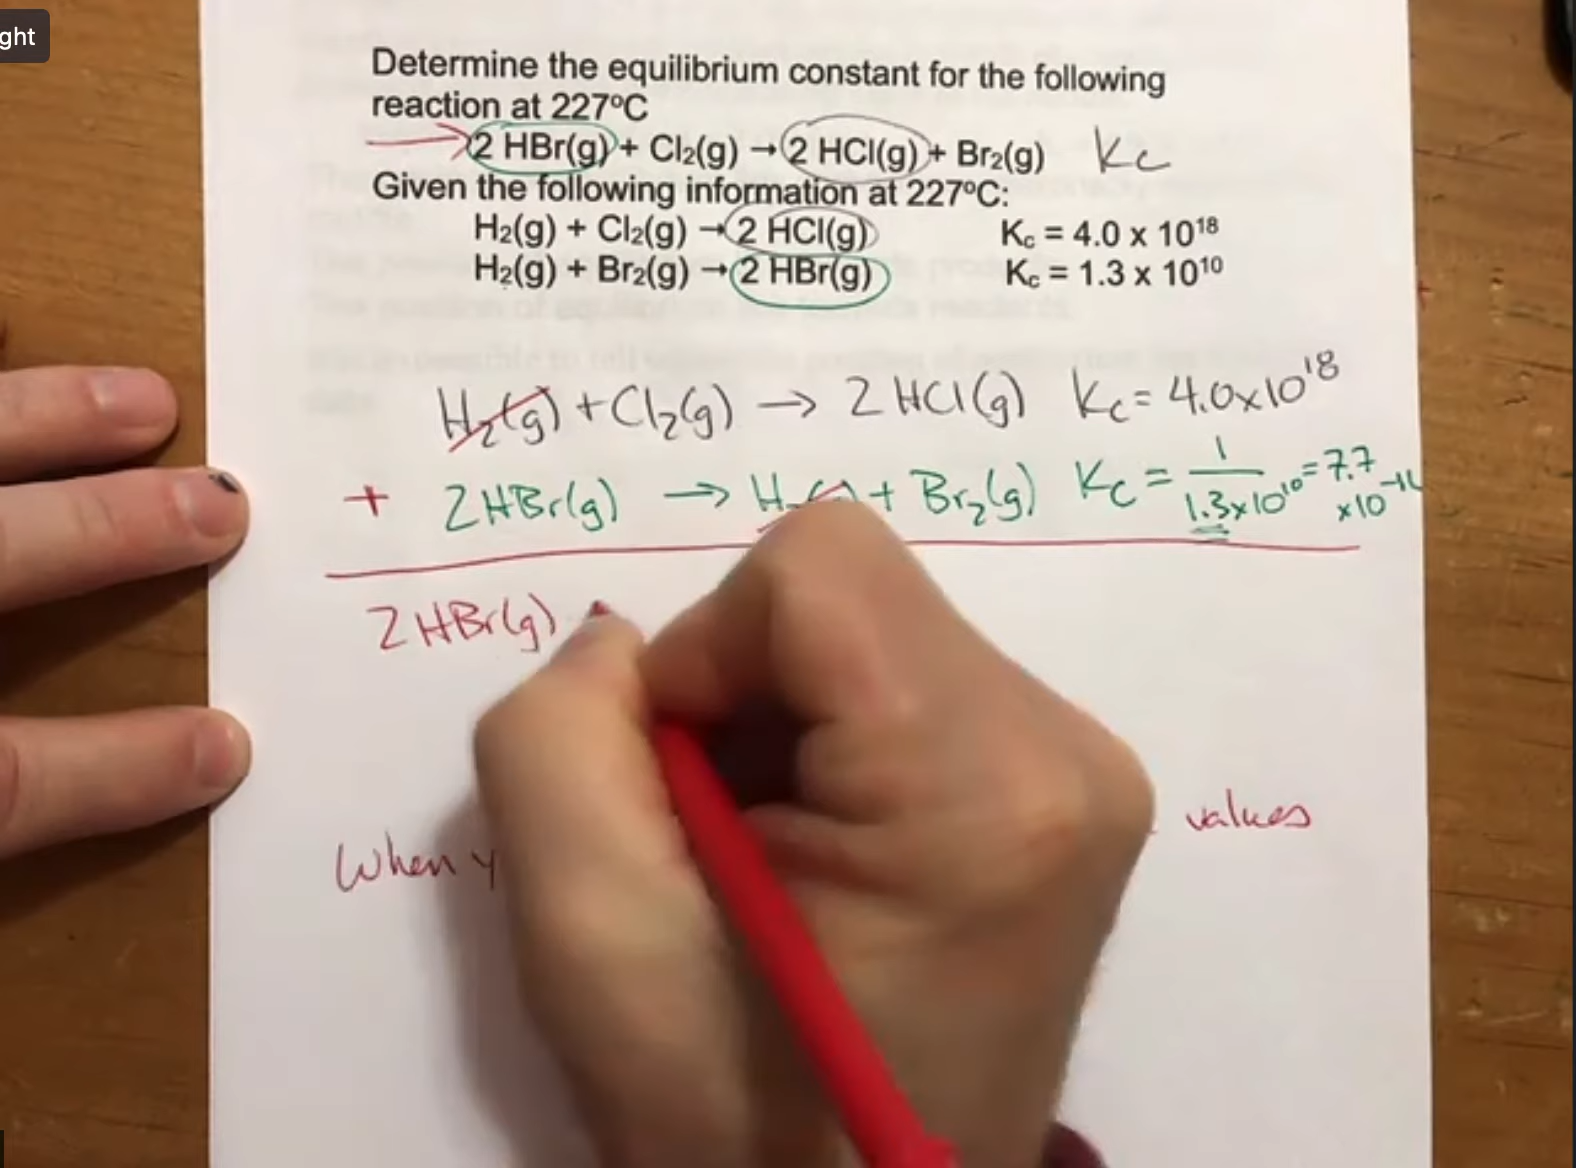 ght
Determine the equilibrium constant for the following
reaction at 227ºC
2 HBr(g) + Cl₂(g) → 2 HCl(g) + Br₂(g) Kc
Given the following information at 227ºC:
H₂(g) + Cl₂(g) → 2 HCl(g) Kc = 4.0 x 10¹⁸
H₂(g) + Br₂(g) → 2 HBr(g) Kc = 1.3 x 10¹⁰
H₂(g) + Cl₂(g) → 2 HCl(g) Kc = 4.0x10¹⁸
+ 2HBr(g) → H₂(g) + Br₂(g) Kc = 1/1.3x10¹⁰ = 7.7
x10
2HBr(g)
values
When y